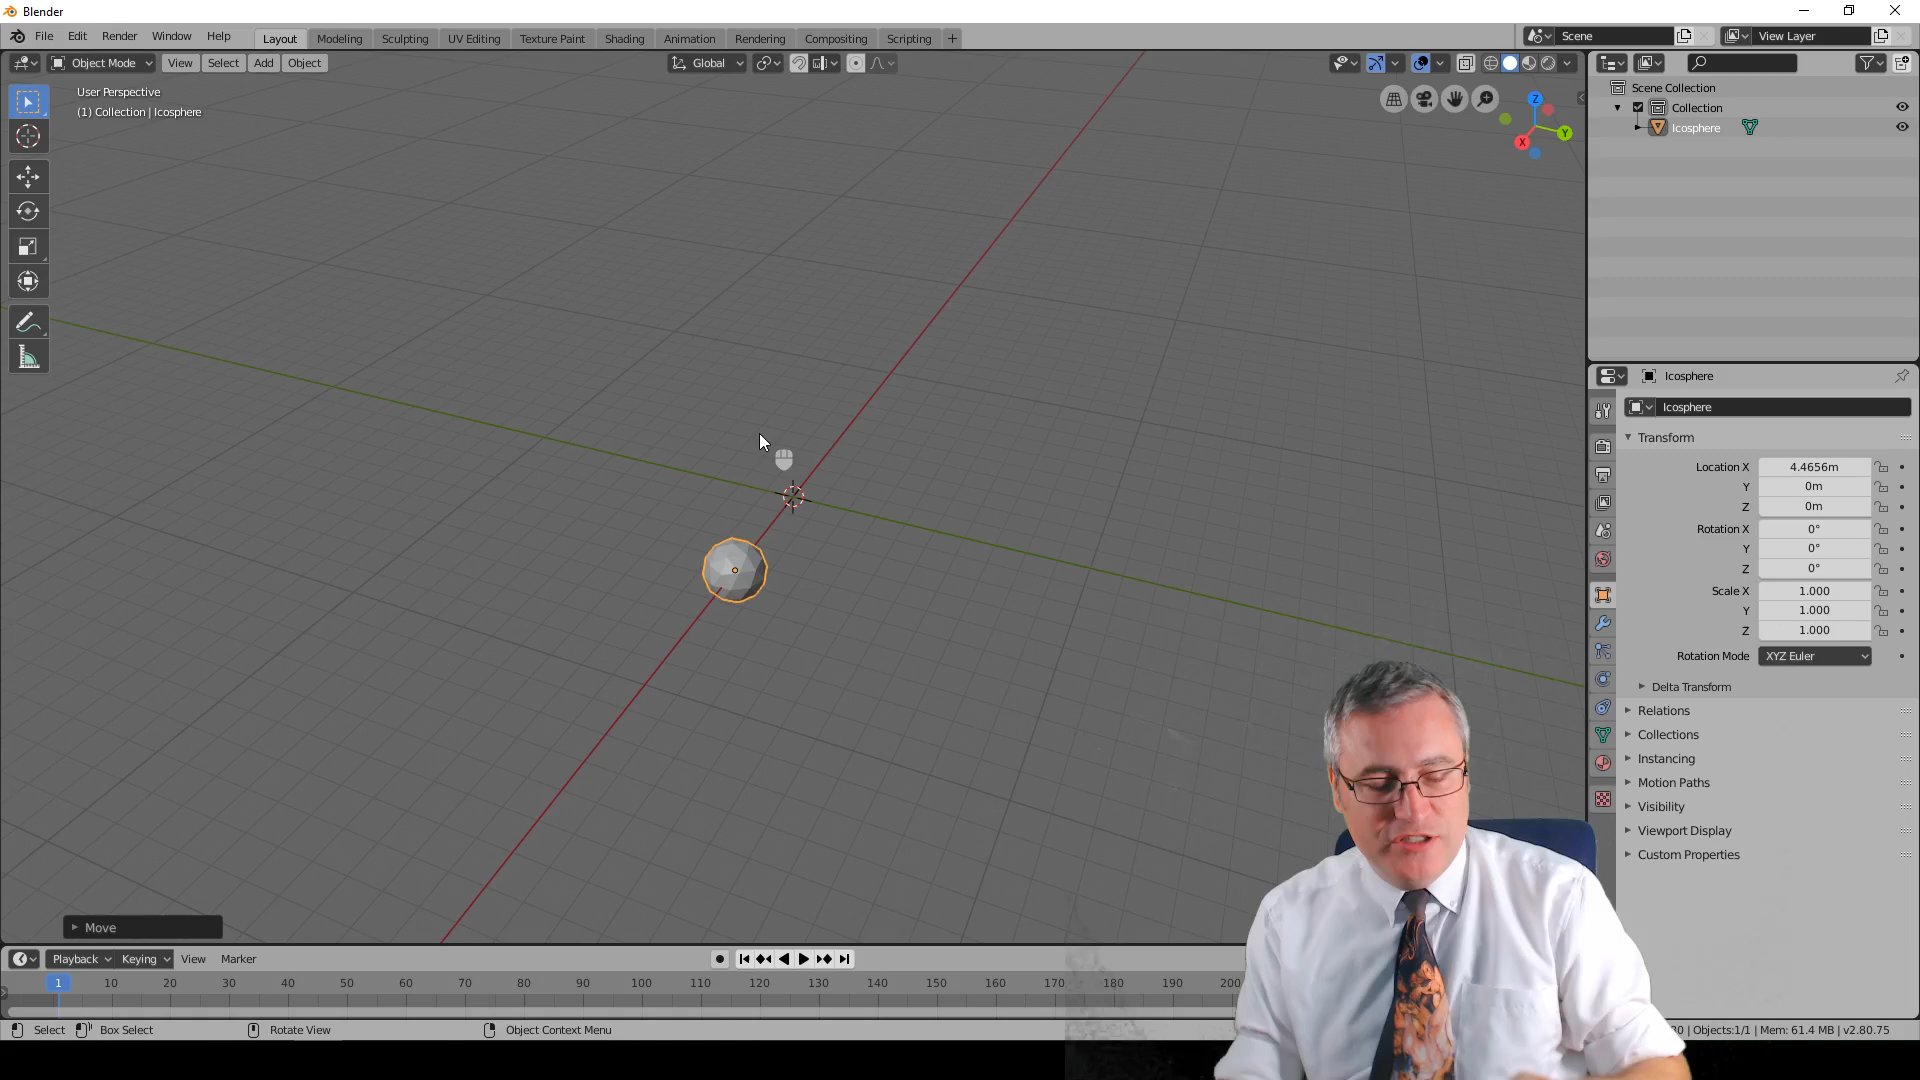 Blender
File Edit Render Window Help Layout Modeling Sculpting UV Editing Texture Paint Shading Animation Rendering Compositing Scripting + Scene View Layer
Object Mode View Select Add Object Global
User Perspective
(1) Collection | Icosphere
Z
Y
X
Scene Collection
Collection
Icosphere
Icosphere
Icosphere
Transform
Location X 4.4656m
Y 0m
Z 0m
Rotation X 0°
Y 0°
Z 0°
Scale X 1.000
Y 1.000
Z 1.000
Rotation Mode XYZ Euler
Delta Transform
Relations
Collections
Instancing
Motion Paths
Visibility
Viewport Display
Custom Properties
Move
Playback Keying View Marker
1 10 20 30 40 50 60 70 80 90 100 110 120 130 140 150 160 170 180 190 200
Select Box Select Rotate View Object Context Menu
| Objects:1/1 | Mem: 61.4 MB | v2.80.75